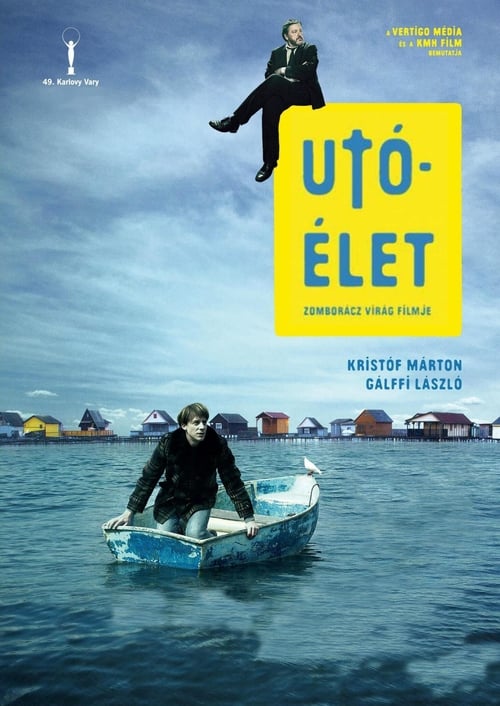 49. Karlovy Vary
A VERTIGO MÉDIA
ÉS A KMH FILM
BEMUTATJA
UTÓ-
ÉLET
ZOMBORÁCZ VIRÁG FILMJE
KRISTÓF MÁRTON
GÁLFFI LÁSZLÓ